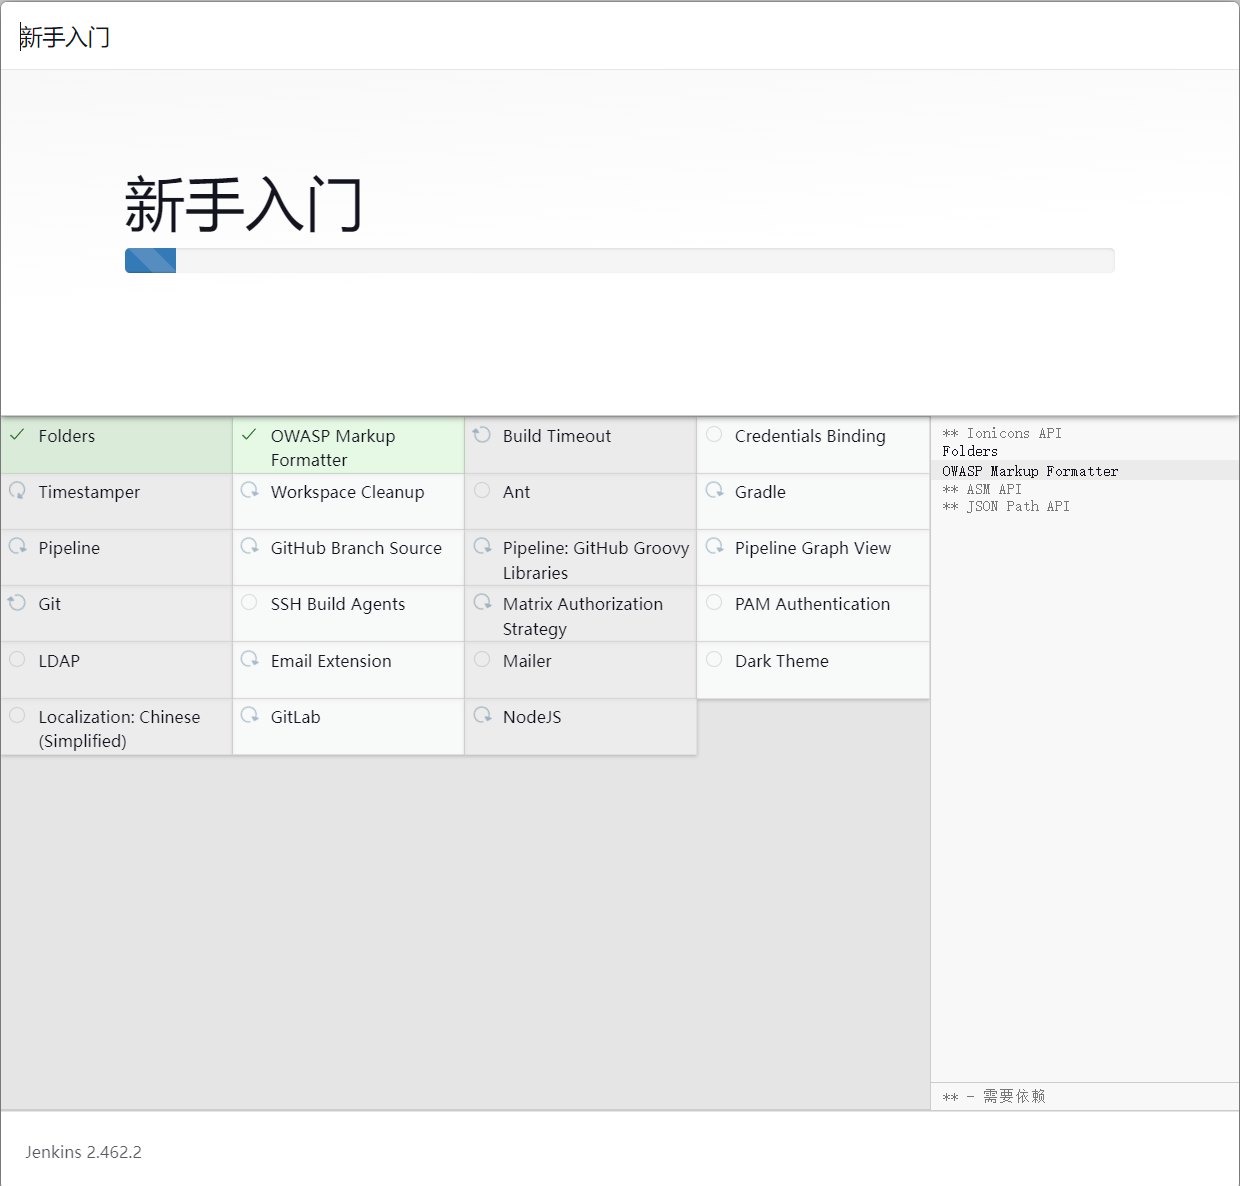 新手入门
新手入门
Folders
OWASP Markup
Formatter
Build Timeout
Credentials Binding
Timestamper
Workspace Cleanup
Ant
Gradle
Pipeline
GitHub Branch Source
Pipeline: GitHub Groovy
Libraries
Pipeline Graph View
Git
SSH Build Agents
Matrix Authorization
Strategy
PAM Authentication
LDAP
Email Extension
Mailer
Dark Theme
Localization: Chinese
(Simplified)
GitLab
NodeJS
** Ionicons API
Folders
OWASP Markup Formatter
** ASM API
** JSON Path API
** - 需要依赖
Jenkins 2.462.2